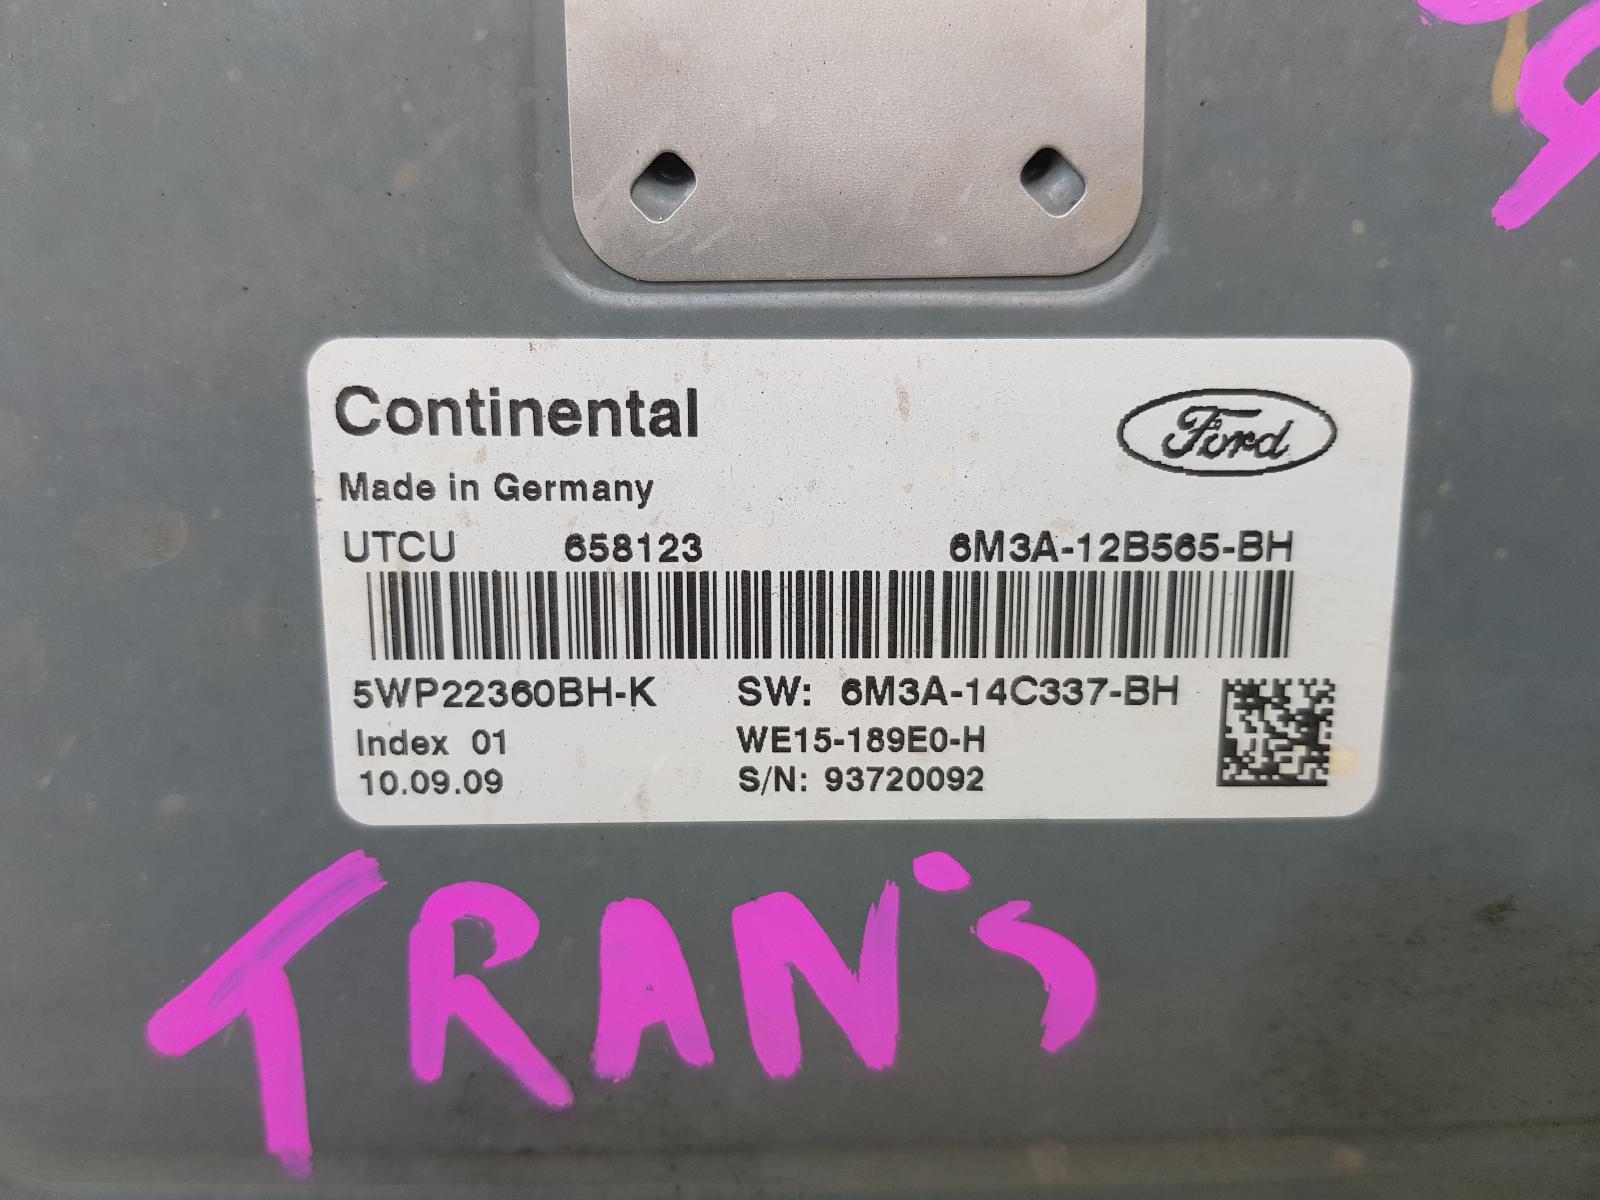 Continental
Ford
Made in Germany
UTCU 658123 6M3A-12B565-BH
5WP22360BH-K SW: 6M3A-14C337-BH
Index 01 WE15-189E0-H
10.09.09 S/N: 93720092
TRAN'S